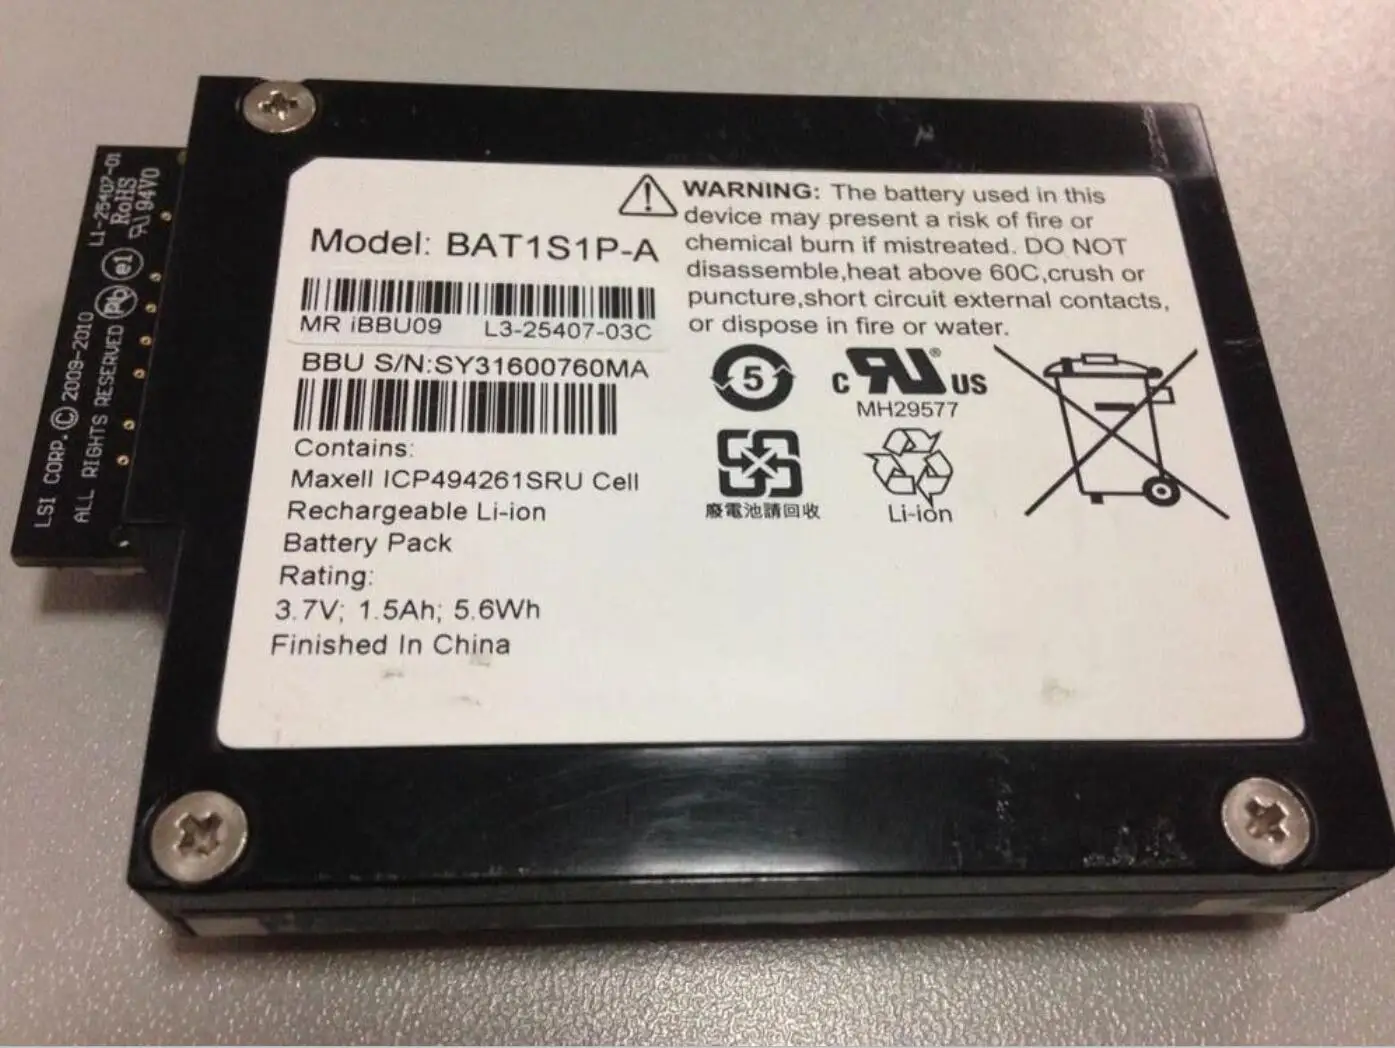 LI-25407-01
RoHS
94V0
e1
Pb
LSI CORP. © 2009-2010
ALL RIGHTS RESERVED
Model: BAT1S1P-A
MR iBBU09 L3-25407-03C
BBU S/N:SY31600760MA
Contains:
Maxell ICP494261SRU Cell
Rechargeable Li-ion
Battery Pack
Rating:
3.7V; 1.5Ah; 5.6Wh
Finished In China
WARNING: The battery used in this
device may present a risk of fire or
chemical burn if mistreated. DO NOT
disassemble,heat above 60C,crush or
puncture,short circuit external contacts,
or dispose in fire or water.
5
c RU ® US
MH29577
廢電池請回收
Li-ion